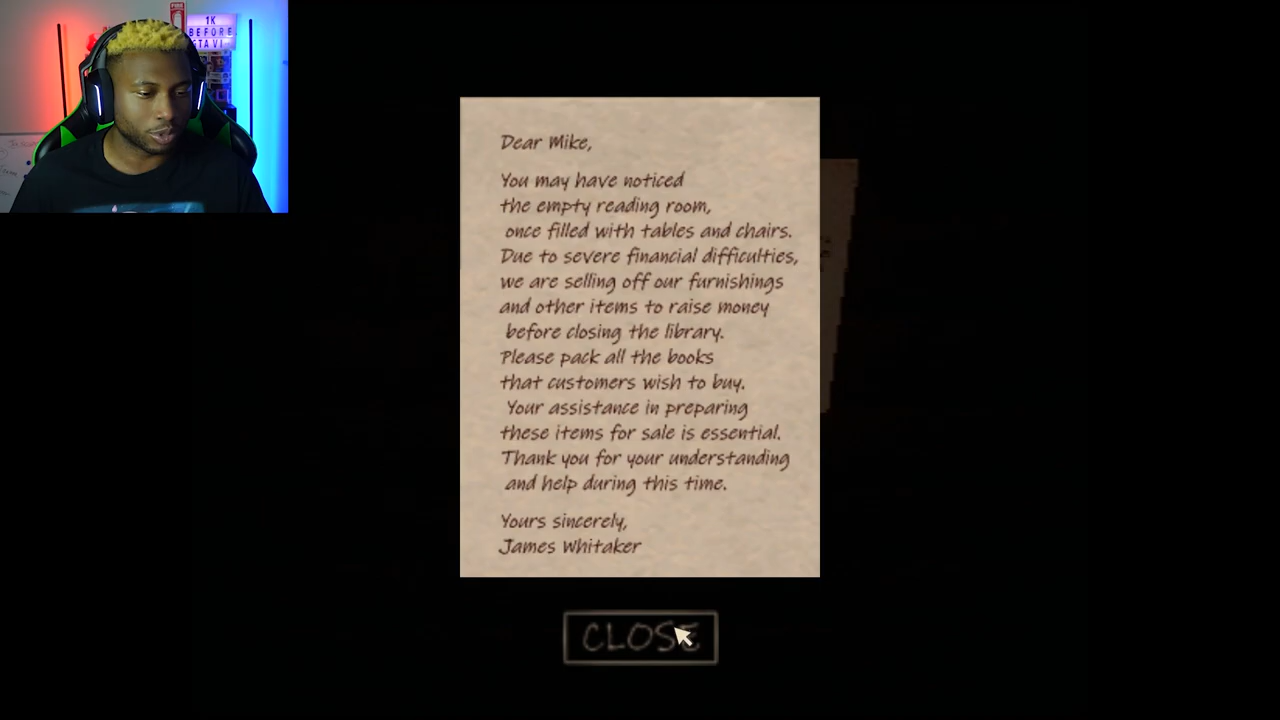 1K
BEFORE
GTA VI
Dear Mike,
You may have noticed
the empty reading room,
once filled with tables and chairs.
Due to severe financial difficulties,
we are selling off our furnishings
and other items to raise money
before closing the library.
Please pack all the books
that customers wish to buy.
Your assistance in preparing
these items for sale is essential.
Thank you for your understanding
and help during this time.
Yours sincerely,
James Whitaker
CLOSE